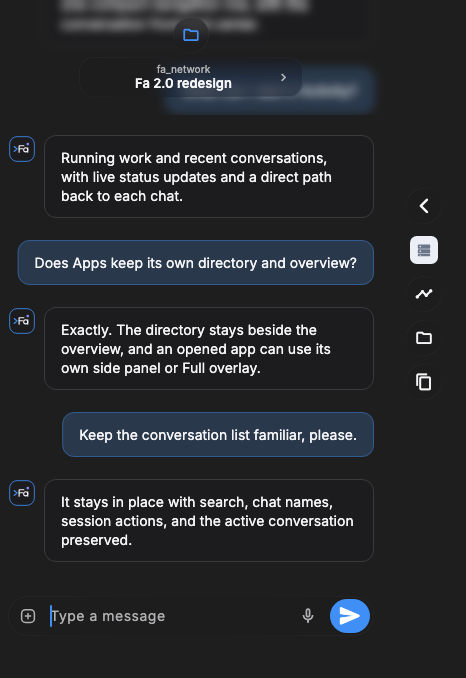 fa_network
Fa 2.0 redesign
>Fa
Running work and recent conversations,
with live status updates and a direct path
back to each chat.
Does Apps keep its own directory and overview?
>Fa
Exactly. The directory stays beside the
overview, and an opened app can use its
own side panel or Full overlay.
Keep the conversation list familiar, please.
>Fa
It stays in place with search, chat names,
session actions, and the active conversation
preserved.
Type a message